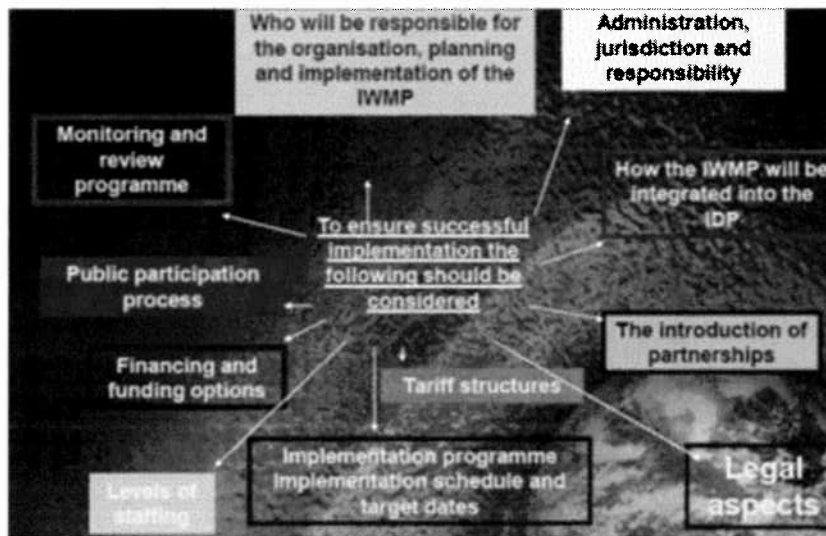 Who will be responsible for
the organisation, planning
and implementation of the
IWMP
Administration,
jurisdiction and
responsibility
Monitoring and
review
programme
How the IWMP will be
integrated into the
IDP
To ensure successful
implementation the
following should be
considered
Public participation
process
The introduction of
partnerships
Financing and
funding options
Tariff structures
Implementation programme
Implementation schedule and
target dates
Levels of
staffing
Legal
aspects